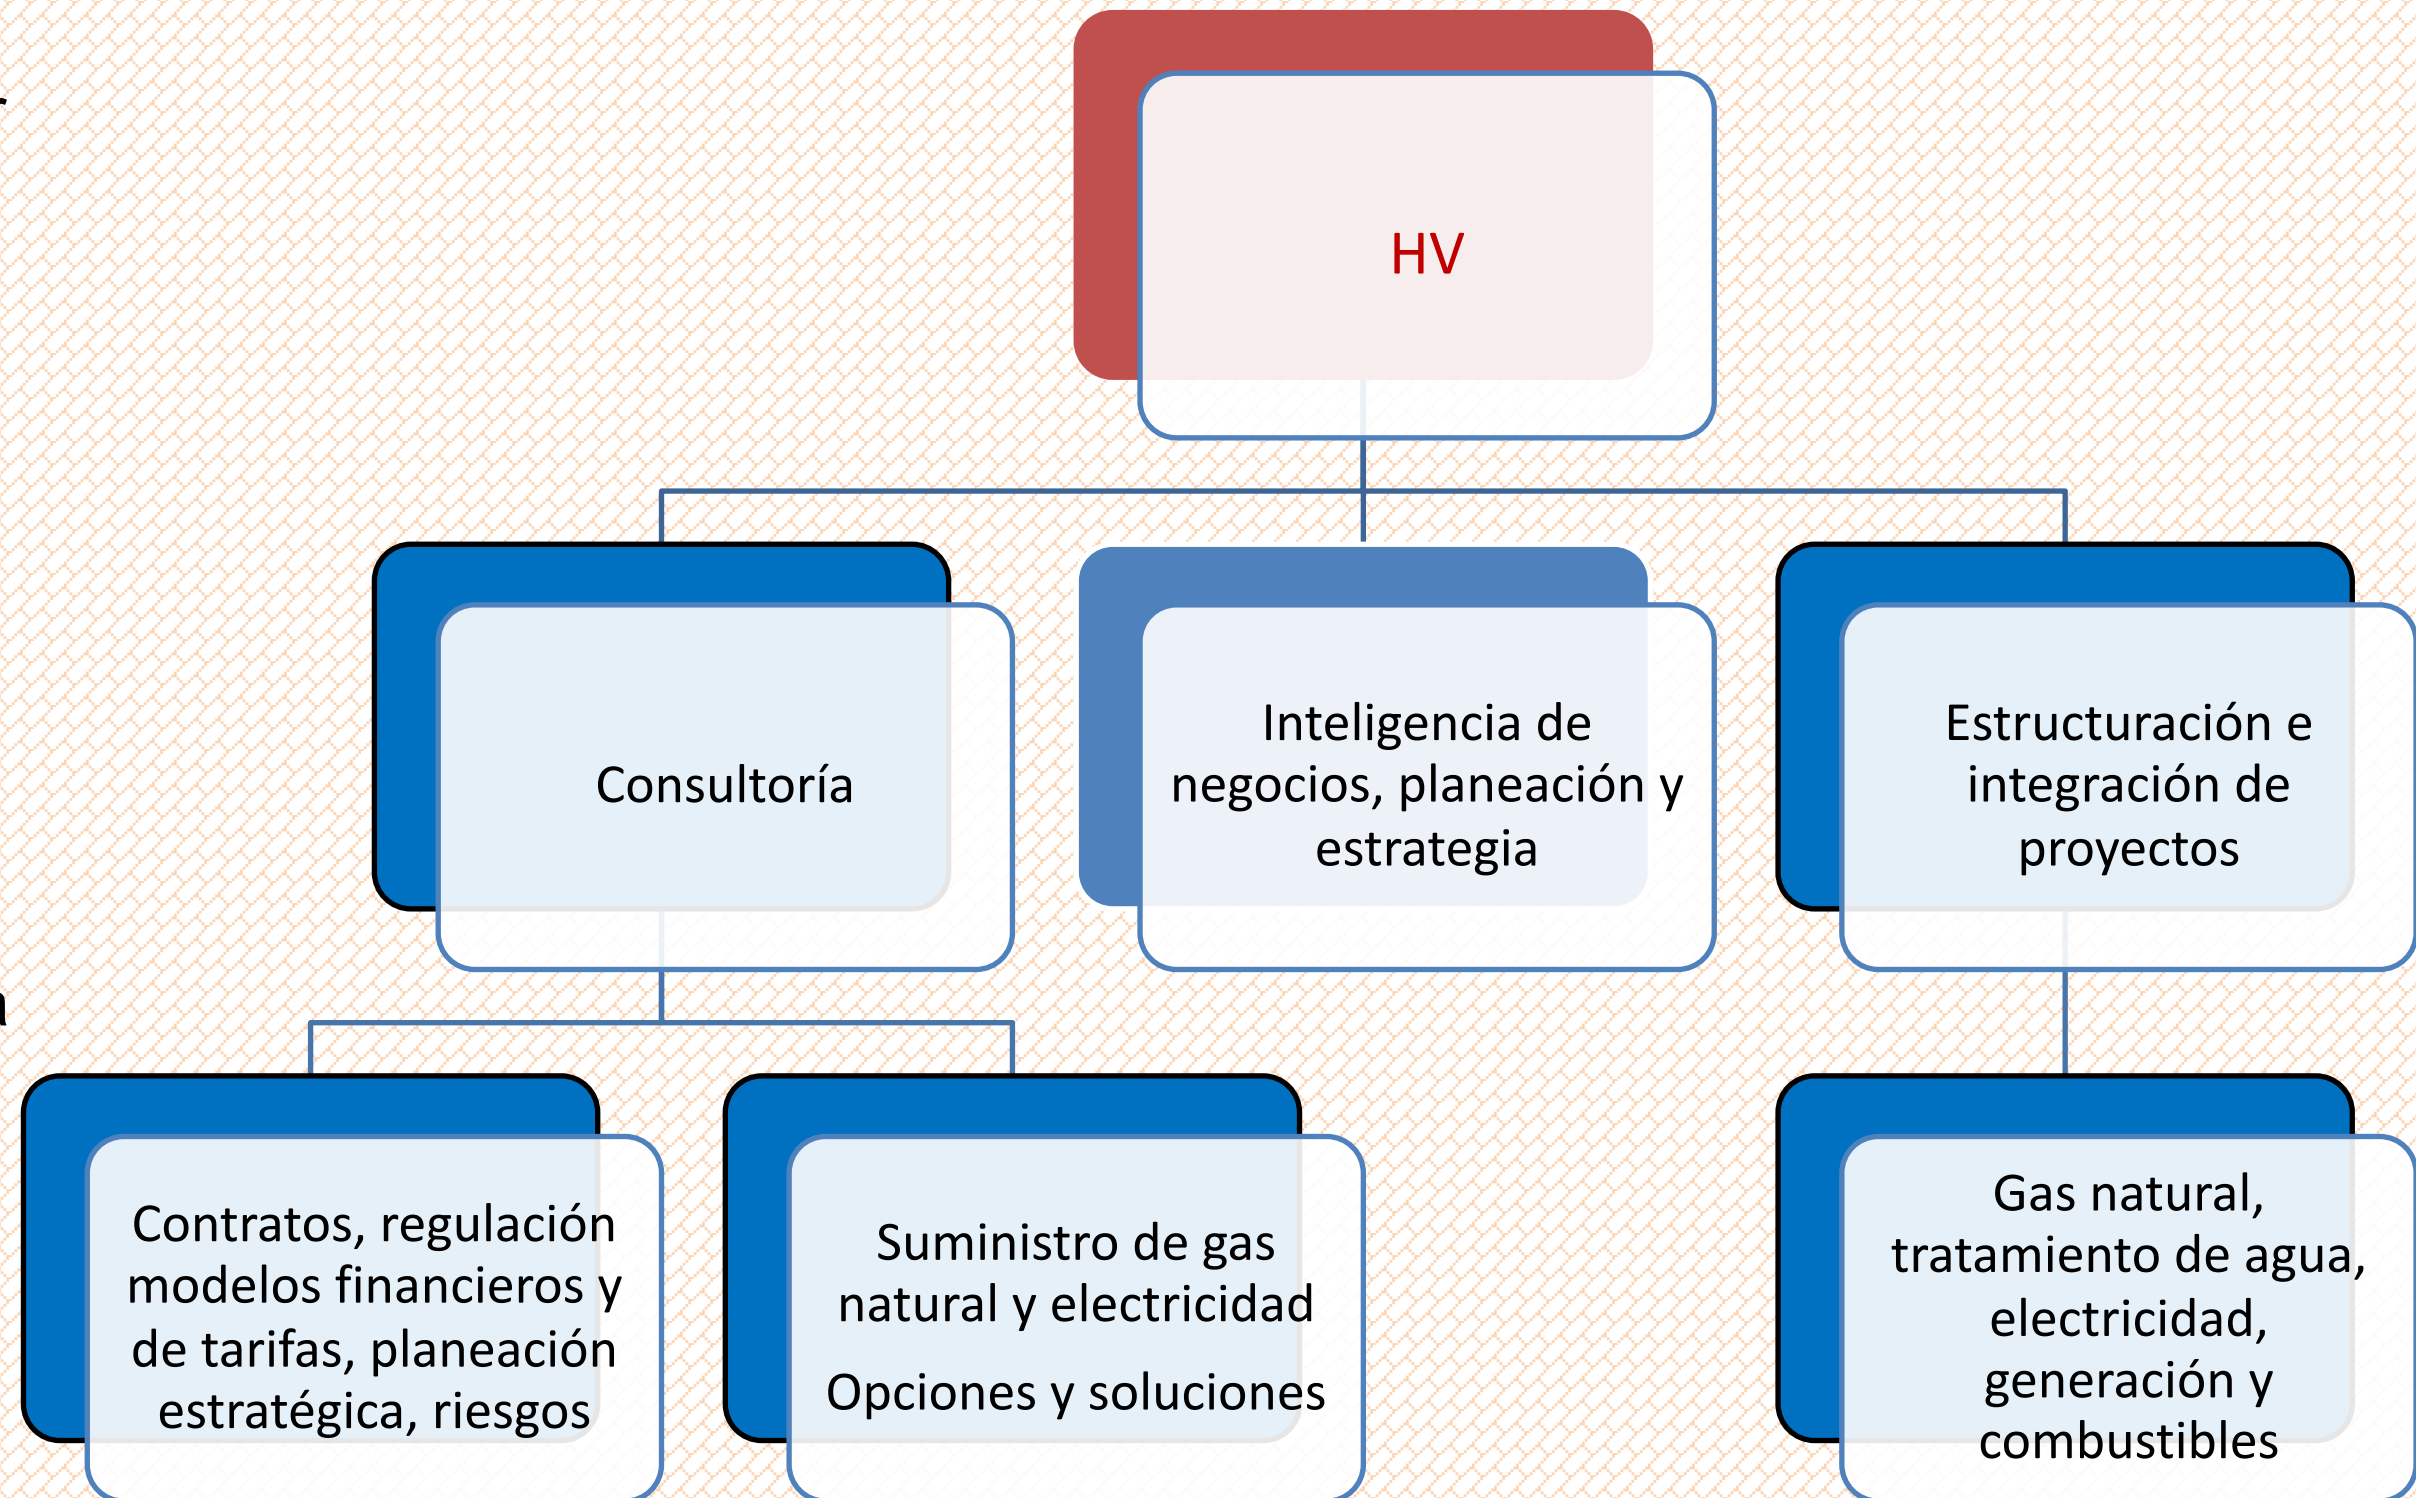 HV
Consultoría
Inteligencia de
negocios, planeación y
estrategia
Estructuración e
integración de
proyectos
Contratos, regulación
modelos financieros y
de tarifas, planeación
estratégica, riesgos
Suministro de gas
natural y electricidad
Opciones y soluciones
Gas natural,
tratamiento de agua,
electricidad,
generación y
combustibles